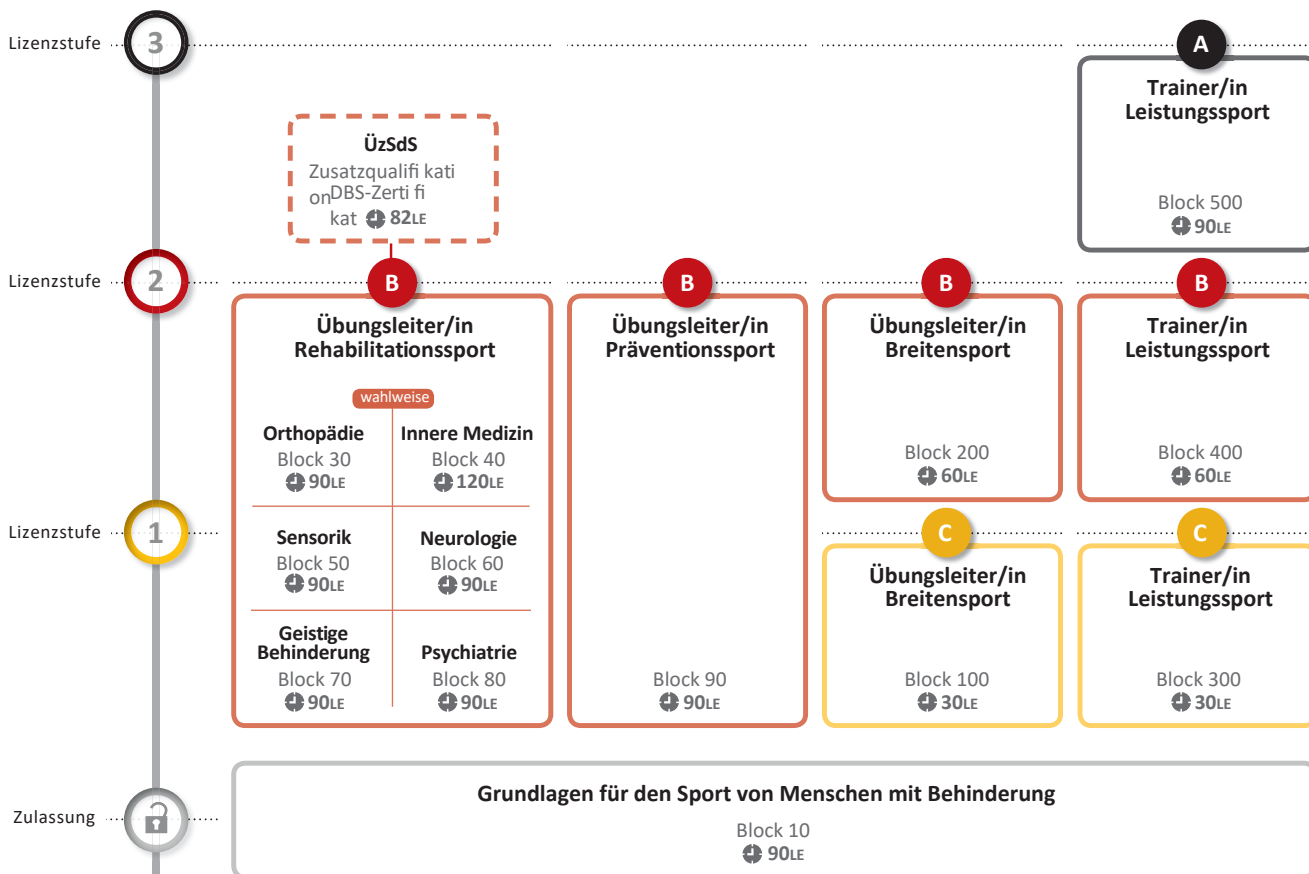 Lizenzstufe
3
A
Trainer/in
Leistungssport
Block 500
90LE
ÜzSdS
Zusatzqualifi kati
onDBS-Zerti fi
kat 82LE
Lizenzstufe
2
B
Übungsleiter/in
Rehabilitationssport
wahlweise
Orthopädie
Block 30
90LE
Innere Medizin
Block 40
120LE
Sensorik
Block 50
90LE
Neurologie
Block 60
90LE
Geistige
Behinderung
Block 70
90LE
Psychiatrie
Block 80
90LE
B
Übungsleiter/in
Präventionssport
Block 90
90LE
B
Übungsleiter/in
Breitensport
Block 200
60LE
B
Trainer/in
Leistungssport
Block 400
60LE
Lizenzstufe
1
C
Übungsleiter/in
Breitensport
Block 100
30LE
C
Trainer/in
Leistungssport
Block 300
30LE
Zulassung
Grundlagen für den Sport von Menschen mit Behinderung
Block 10
90LE